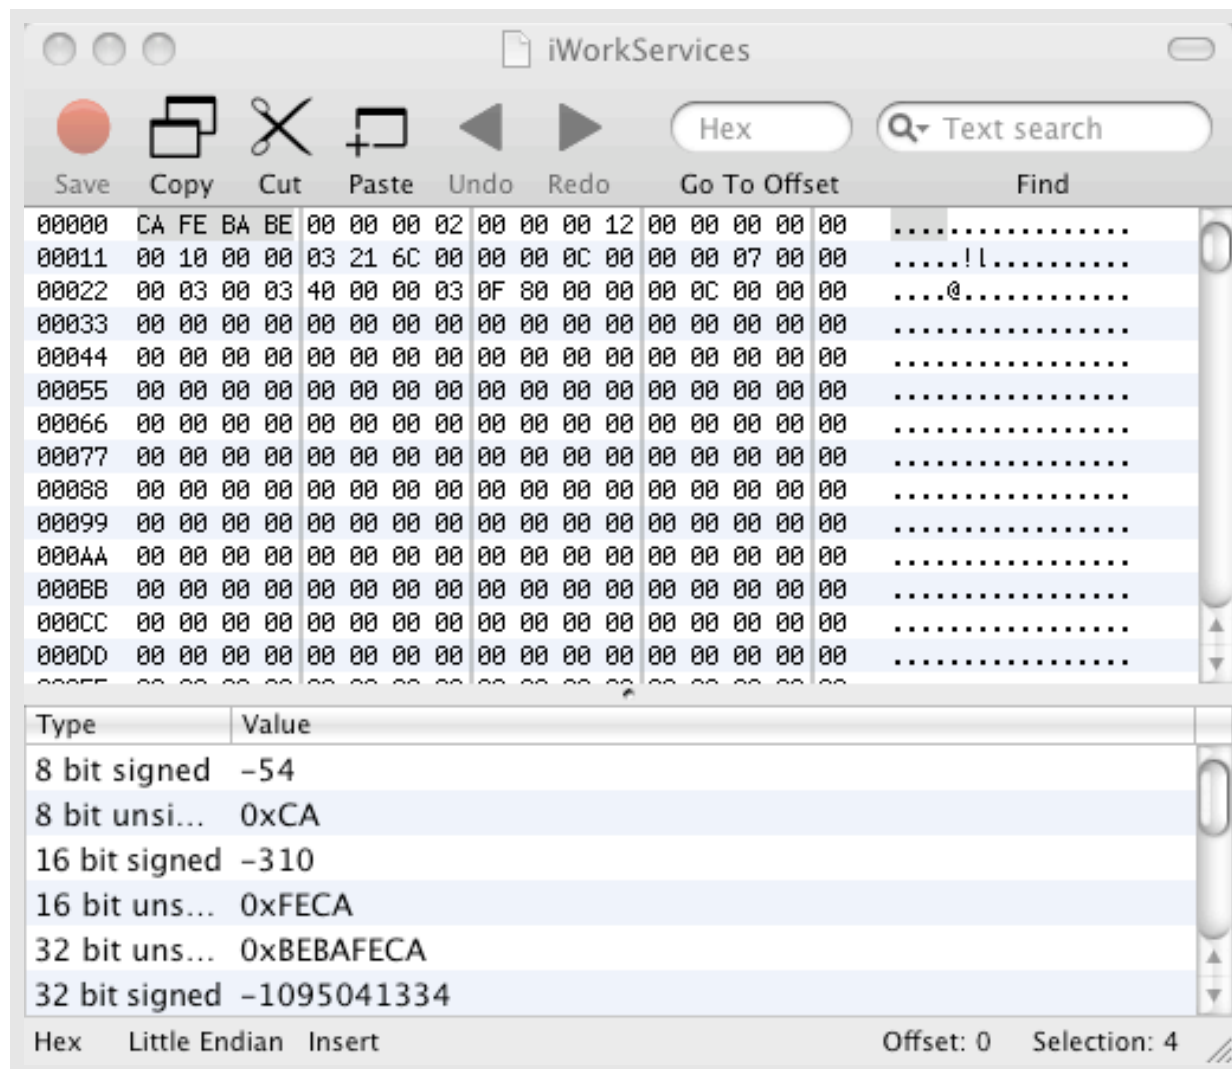 iWorkServices
Hex Text search
Save Copy Cut Paste Undo Redo Go To Offset Find
00000 CA FE BA BE 00 00 00 02 00 00 00 12 00 00 00 00 00 .................
00011 00 10 00 00 03 21 6C 00 00 00 0C 00 00 00 07 00 00 .....!l..........
00022 00 03 00 03 40 00 00 03 0F 80 00 00 00 0C 00 00 00 ....@............
00033 00 00 00 00 00 00 00 00 00 00 00 00 00 00 00 00 00 .................
00044 00 00 00 00 00 00 00 00 00 00 00 00 00 00 00 00 00 .................
00055 00 00 00 00 00 00 00 00 00 00 00 00 00 00 00 00 00 .................
00066 00 00 00 00 00 00 00 00 00 00 00 00 00 00 00 00 00 .................
00077 00 00 00 00 00 00 00 00 00 00 00 00 00 00 00 00 00 .................
00088 00 00 00 00 00 00 00 00 00 00 00 00 00 00 00 00 00 .................
00099 00 00 00 00 00 00 00 00 00 00 00 00 00 00 00 00 00 .................
000AA 00 00 00 00 00 00 00 00 00 00 00 00 00 00 00 00 00 .................
000BB 00 00 00 00 00 00 00 00 00 00 00 00 00 00 00 00 00 .................
000CC 00 00 00 00 00 00 00 00 00 00 00 00 00 00 00 00 00 .................
000DD 00 00 00 00 00 00 00 00 00 00 00 00 00 00 00 00 00 .................
Type Value
8 bit signed -54
8 bit unsi... 0xCA
16 bit signed -310
16 bit uns... 0xFECA
32 bit uns... 0xBEBAFECA
32 bit signed -1095041334
Hex Little Endian Insert Offset: 0 Selection: 4